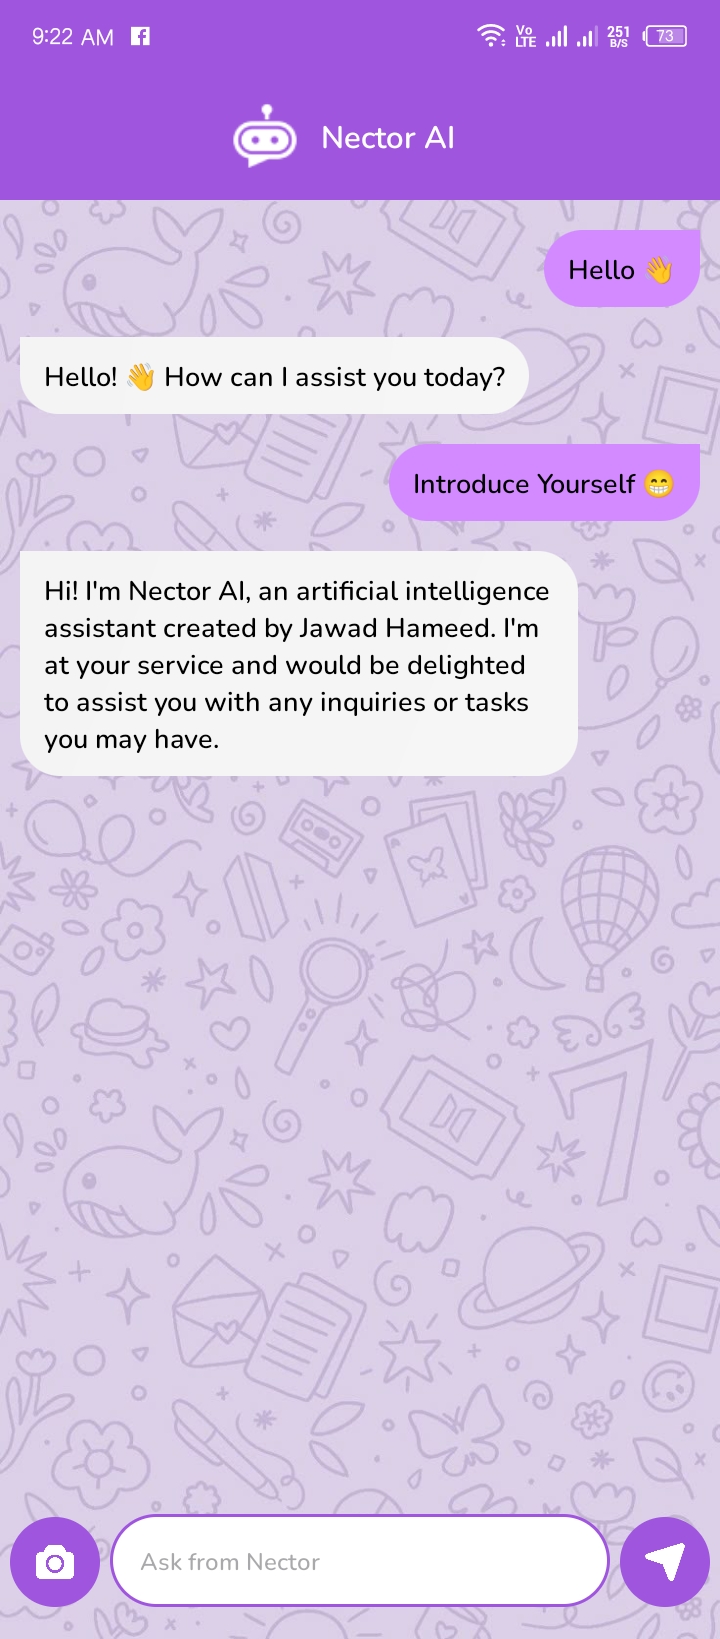 9:22 AM
Vo
LTE
251
B/S
73
Nector AI
Hello 👋
Hello! 👋 How can I assist you today?
Introduce Yourself 😁
Hi! I'm Nector AI, an artificial intelligence
assistant created by Jawad Hameed. I'm
at your service and would be delighted
to assist you with any inquiries or tasks
you may have.
Ask from Nector